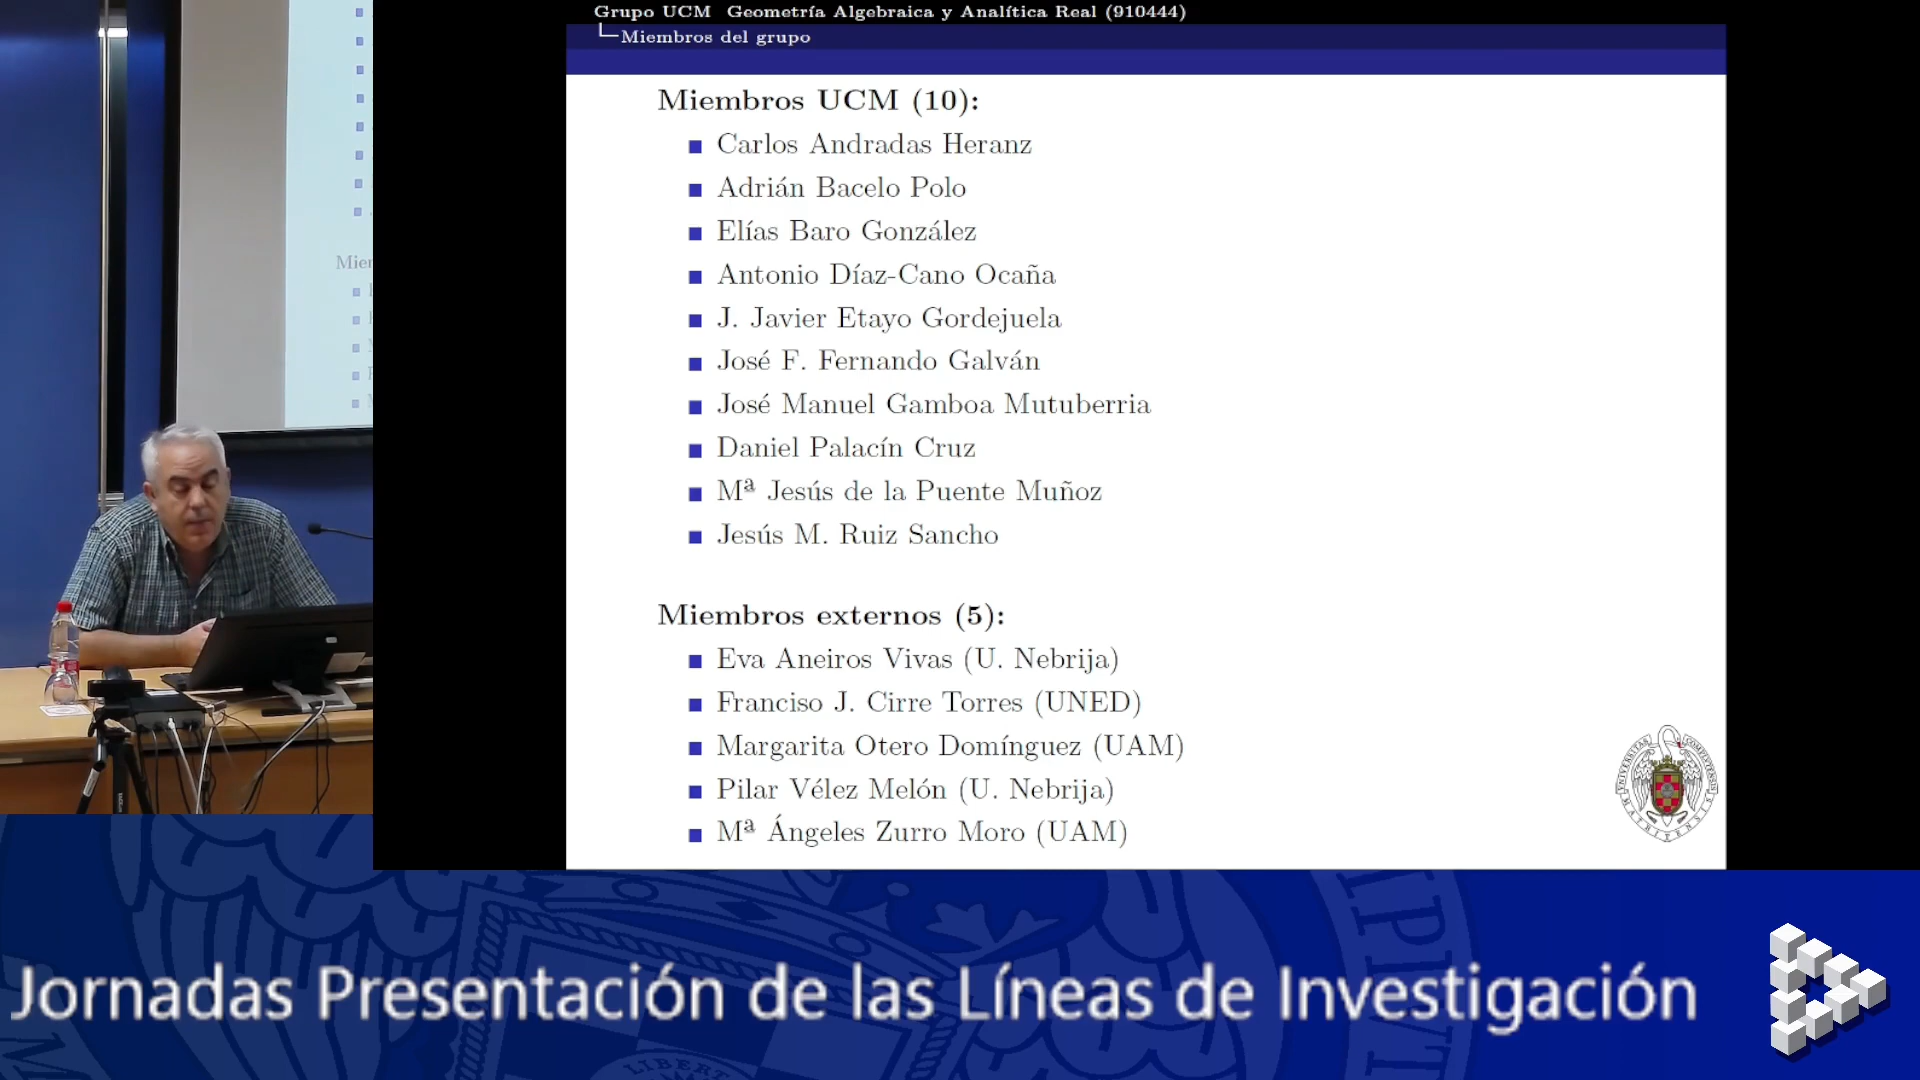 Grupo UCM Geometría Algebraica y Analítica Real (910444)
Miembros del grupo
Miembros UCM (10):
Carlos Andradas Heranz
Adrián Bacelo Polo
Elías Baro González
Antonio Díaz-Cano Ocaña
J. Javier Etayo Gordejuela
José F. Fernando Galván
José Manuel Gamboa Mutuberria
Daniel Palacín Cruz
Mª Jesús de la Puente Muñoz
Jesús M. Ruiz Sancho
Miembros externos (5):
Eva Aneiros Vivas (U. Nebrija)
Franciso J. Cirre Torres (UNED)
Margarita Otero Domínguez (UAM)
Pilar Vélez Melón (U. Nebrija)
Mª Ángeles Zurro Moro (UAM)
Mier
Jornadas Presentación de las Líneas de Investigación
LIBERT